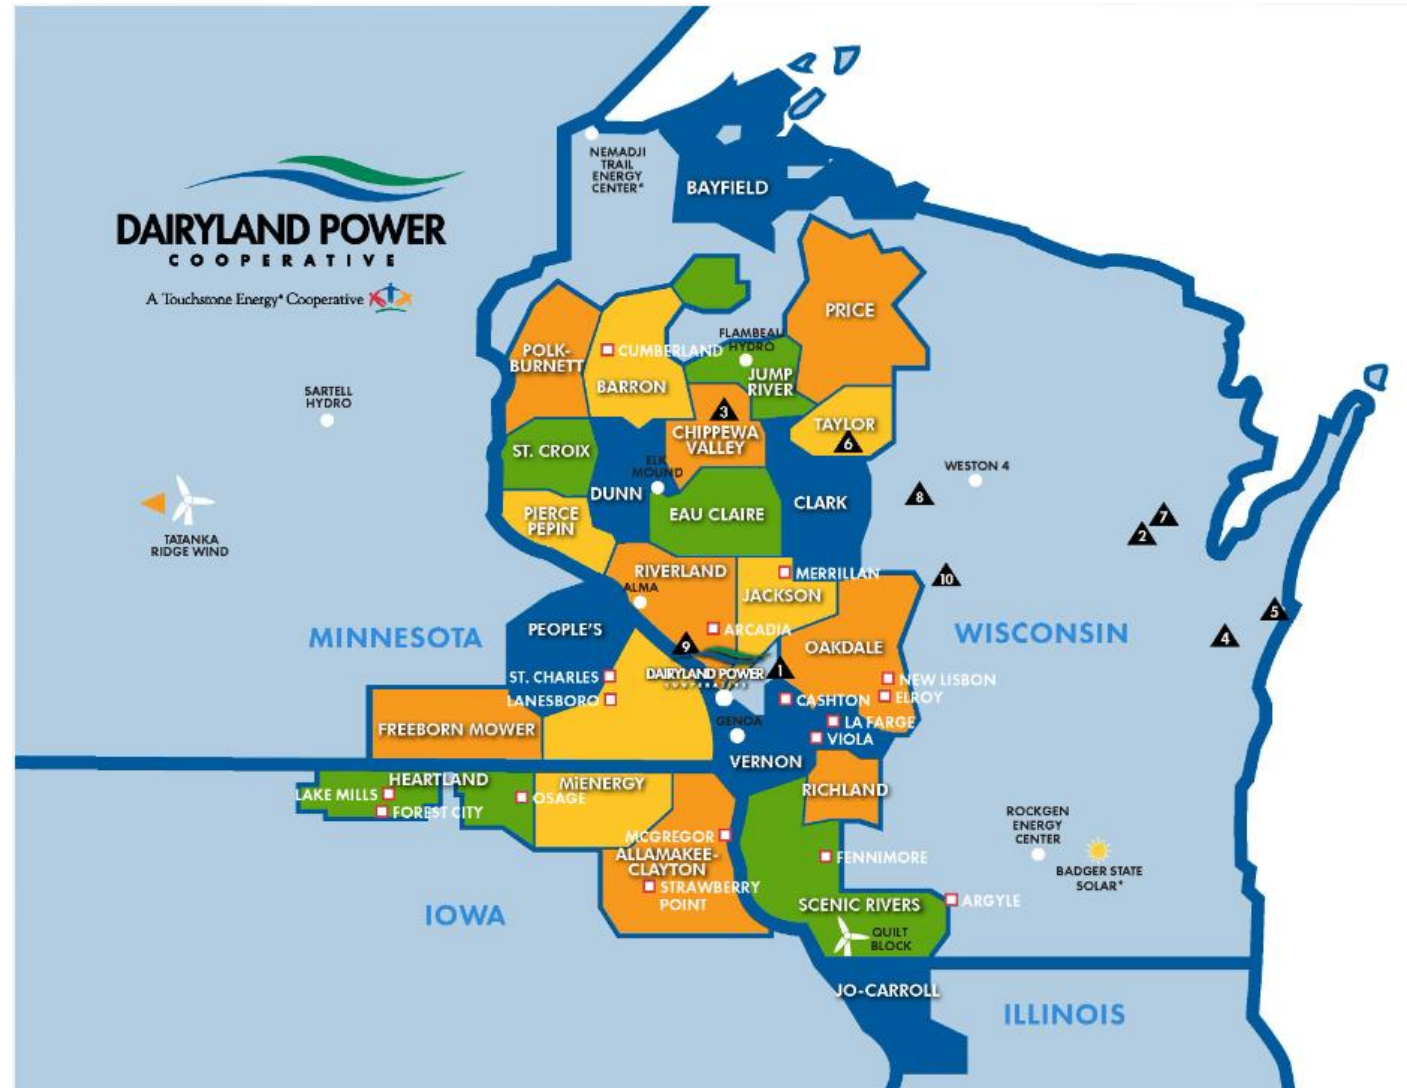 NEMADJI
TRAIL
ENERGY
CENTER*
BAYFIELD
DAIRYLAND POWER
COOPERATIVE
A Touchstone Energy® Cooperative
PRICE
FLAMBEAU
HYDRO
POLK-
BURNETT
CUMBERLAND
BARRON
JUMP
RIVER
SARTELL
HYDRO
3
CHIPPEWA
VALLEY
TAYLOR
6
ST. CROIX
ELK
MOUND
WESTON 4
DUNN
CLARK
8
EAU CLAIRE
PIERCE
PEPIN
7
2
TATANKA
RIDGE WIND
RIVERLAND
MERRILLAN
10
ALMA
JACKSON
5
PEOPLE'S
ARCADIA
MINNESOTA
WISCONSIN
4
OAKDALE
9
DAIRYLAND POWER
COOPERATIVE
1
ST. CHARLES
NEW LISBON
LANESBORO
CASHTON
ELROY
FREEBORN MOWER
GENOA
LA FARGE
VIOLA
VERNON
HEARTLAND
MiENERGY
RICHLAND
LAKE MILLS
OSAGE
FOREST CITY
ROCKGEN
ENERGY
CENTER
MCGREGOR
ALLAMAKEE-
CLAYTON
FENNIMORE
BADGER STATE
SOLAR*
STRAWBERRY
POINT
SCENIC RIVERS
ARGYLE
IOWA
QUILT
BLOCK
JO-CARROLL
ILLINOIS